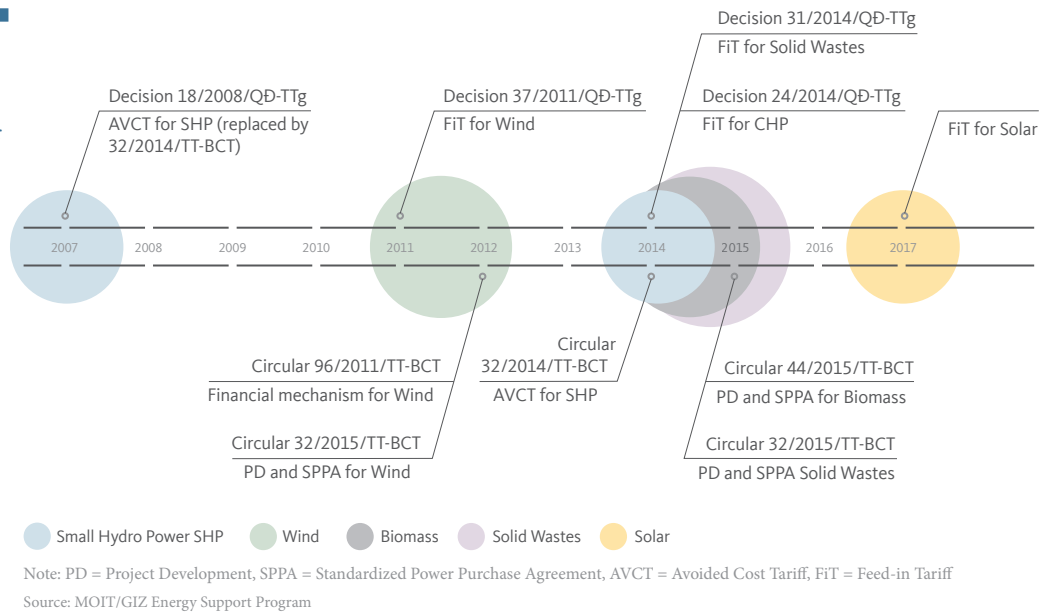 Decision 31/2014/QĐ-TTg
FiT for Solid Wastes
Decision 18/2008/QĐ-TTg
AVCT for SHP (replaced by
32/2014/TT-BCT)
Decision 37/2011/QĐ-TTg
FiT for Wind
Decision 24/2014/QĐ-TTg
FiT for CHP
FiT for Solar
2007
2008
2009
2010
2011
2012
2013
2014
2015
2016
2017
Circular 96/2011/TT-BCT
Financial mechanism for Wind
Circular 32/2015/TT-BCT
PD and SPPA for Wind
Circular
32/2014/TT-BCT
AVCT for SHP
Circular 44/2015/TT-BCT
PD and SPPA for Biomass
Circular 32/2015/TT-BCT
PD and SPPA Solid Wastes
Small Hydro Power SHP
Wind
Biomass
Solid Wastes
Solar
Note: PD = Project Development, SPPA = Standardized Power Purchase Agreement, AVCT = Avoided Cost Tariff, FiT = Feed-in Tariff
Source: MOIT/GIZ Energy Support Program